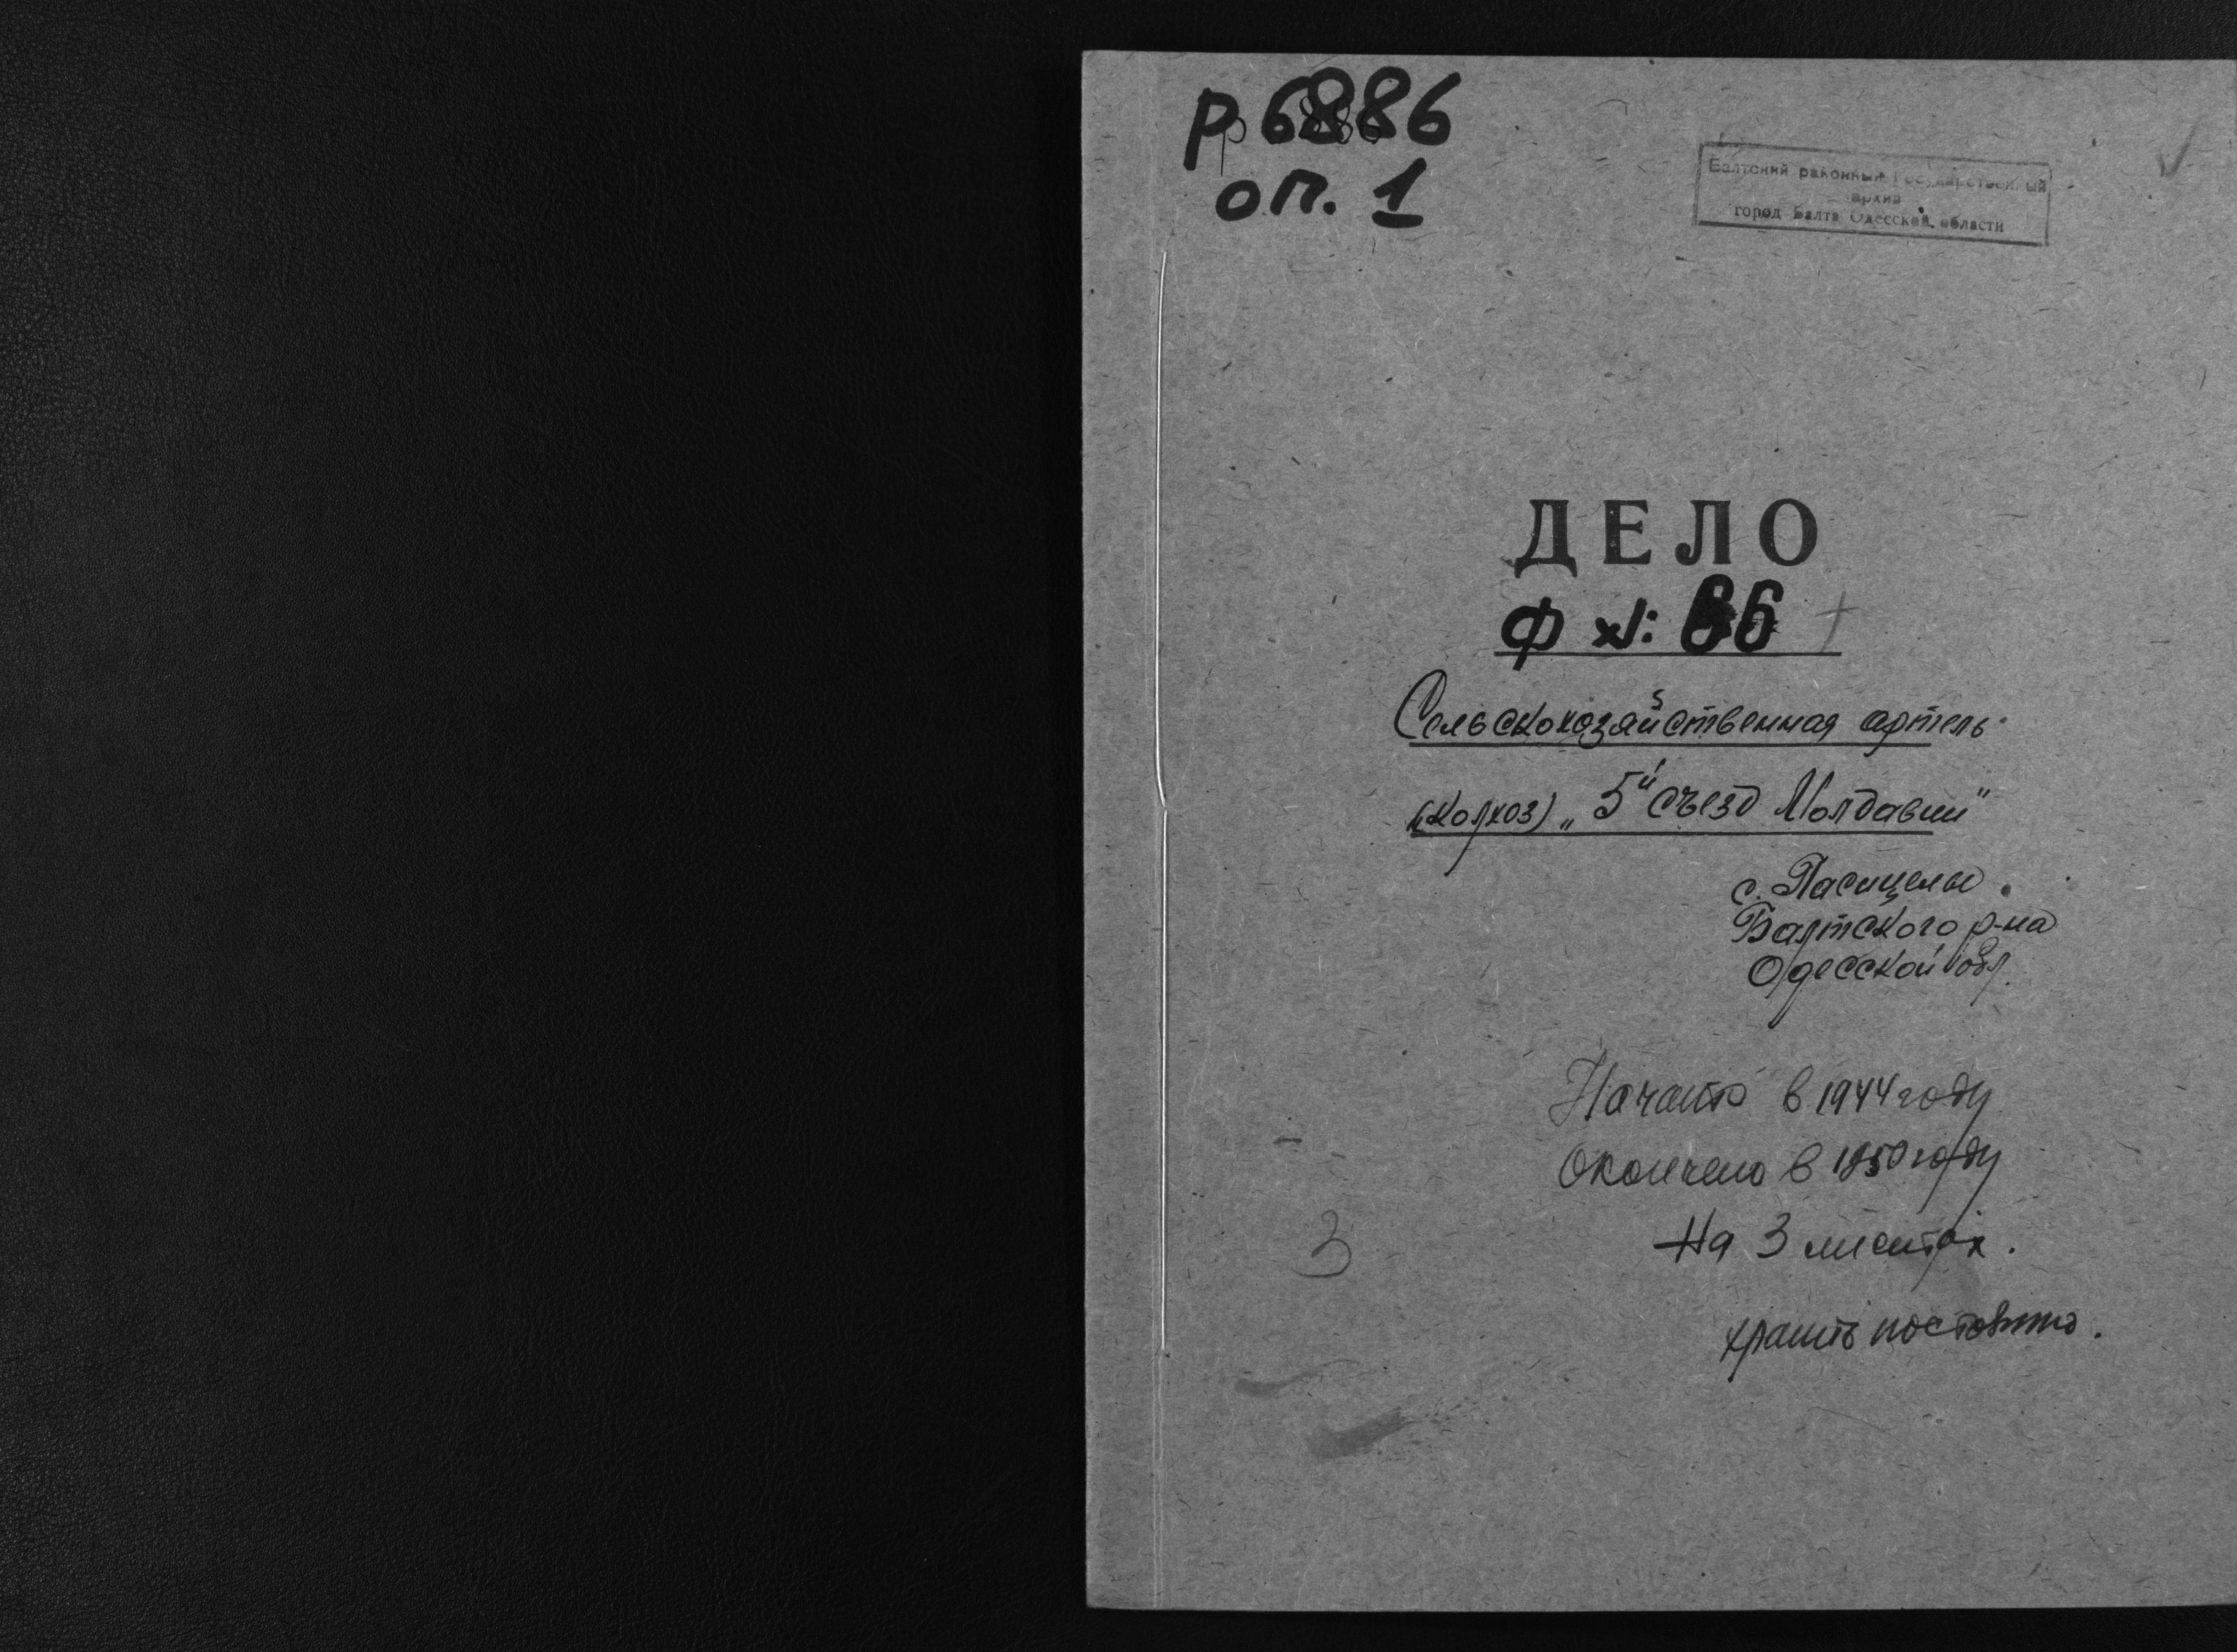 р 6886
оп. 1
Балтский районный Государственный
архив
город Балта Одесской области
ДЕЛО
Ф №: 86
Сельскохозяйственная артель
(Колхоз) „5й съезд Молдавии"
с. Пасицелы.
Балтского р-на
Одесской обл.
Начато в 1944 году
Окончено в 1950 году
На 3 листах.
3
хранить постоянно.